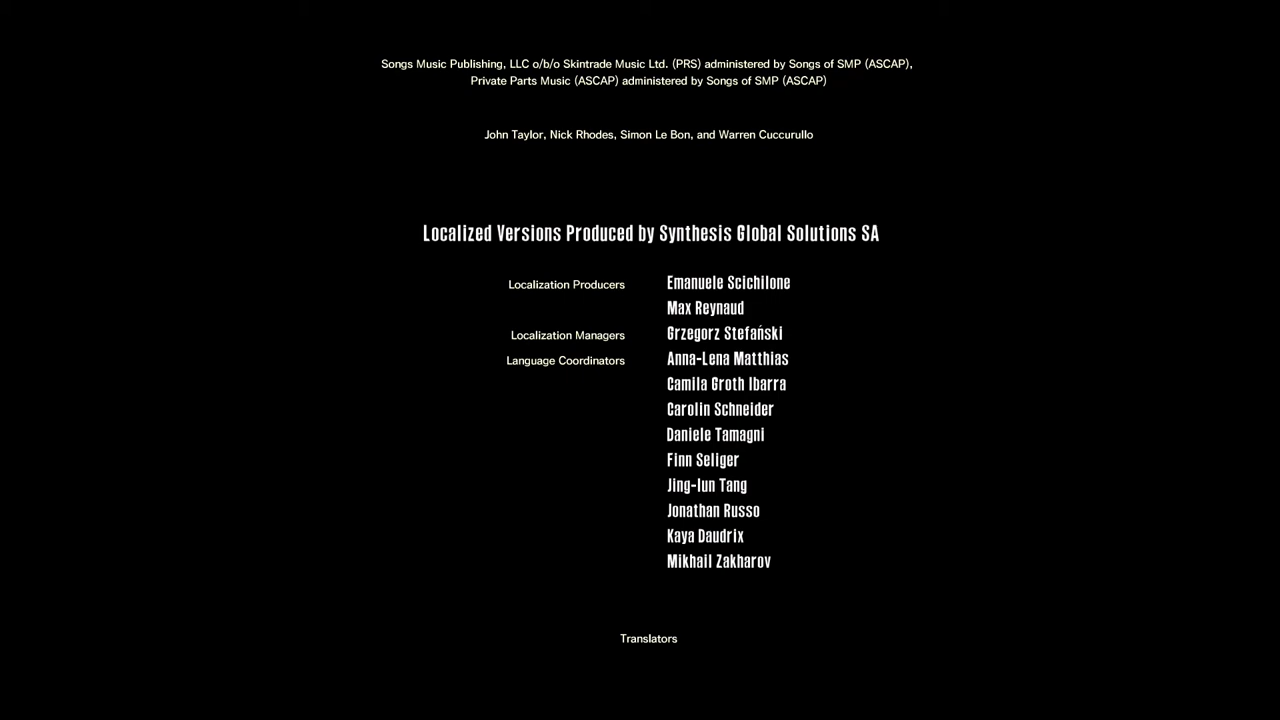 Songs Music Publishing, LLC o/b/o Skintrade Music Ltd. (PRS) administered by Songs of SMP (ASCAP),
Private Parts Music (ASCAP) administered by Songs of SMP (ASCAP)
John Taylor, Nick Rhodes, Simon Le Bon, and Warren Cuccurullo
Localized Versions Produced by Synthesis Global Solutions SA
Localization Producers Emanuele Scichilone
Max Reynaud
Localization Managers Grzegorz Stefański
Language Coordinators Anna-Lena Matthias
Camila Groth Ibarra
Carolin Schneider
Daniele Tamagni
Finn Seliger
Jing-Iun Tang
Jonathan Russo
Kaya Daudrix
Mikhail Zakharov
Translators